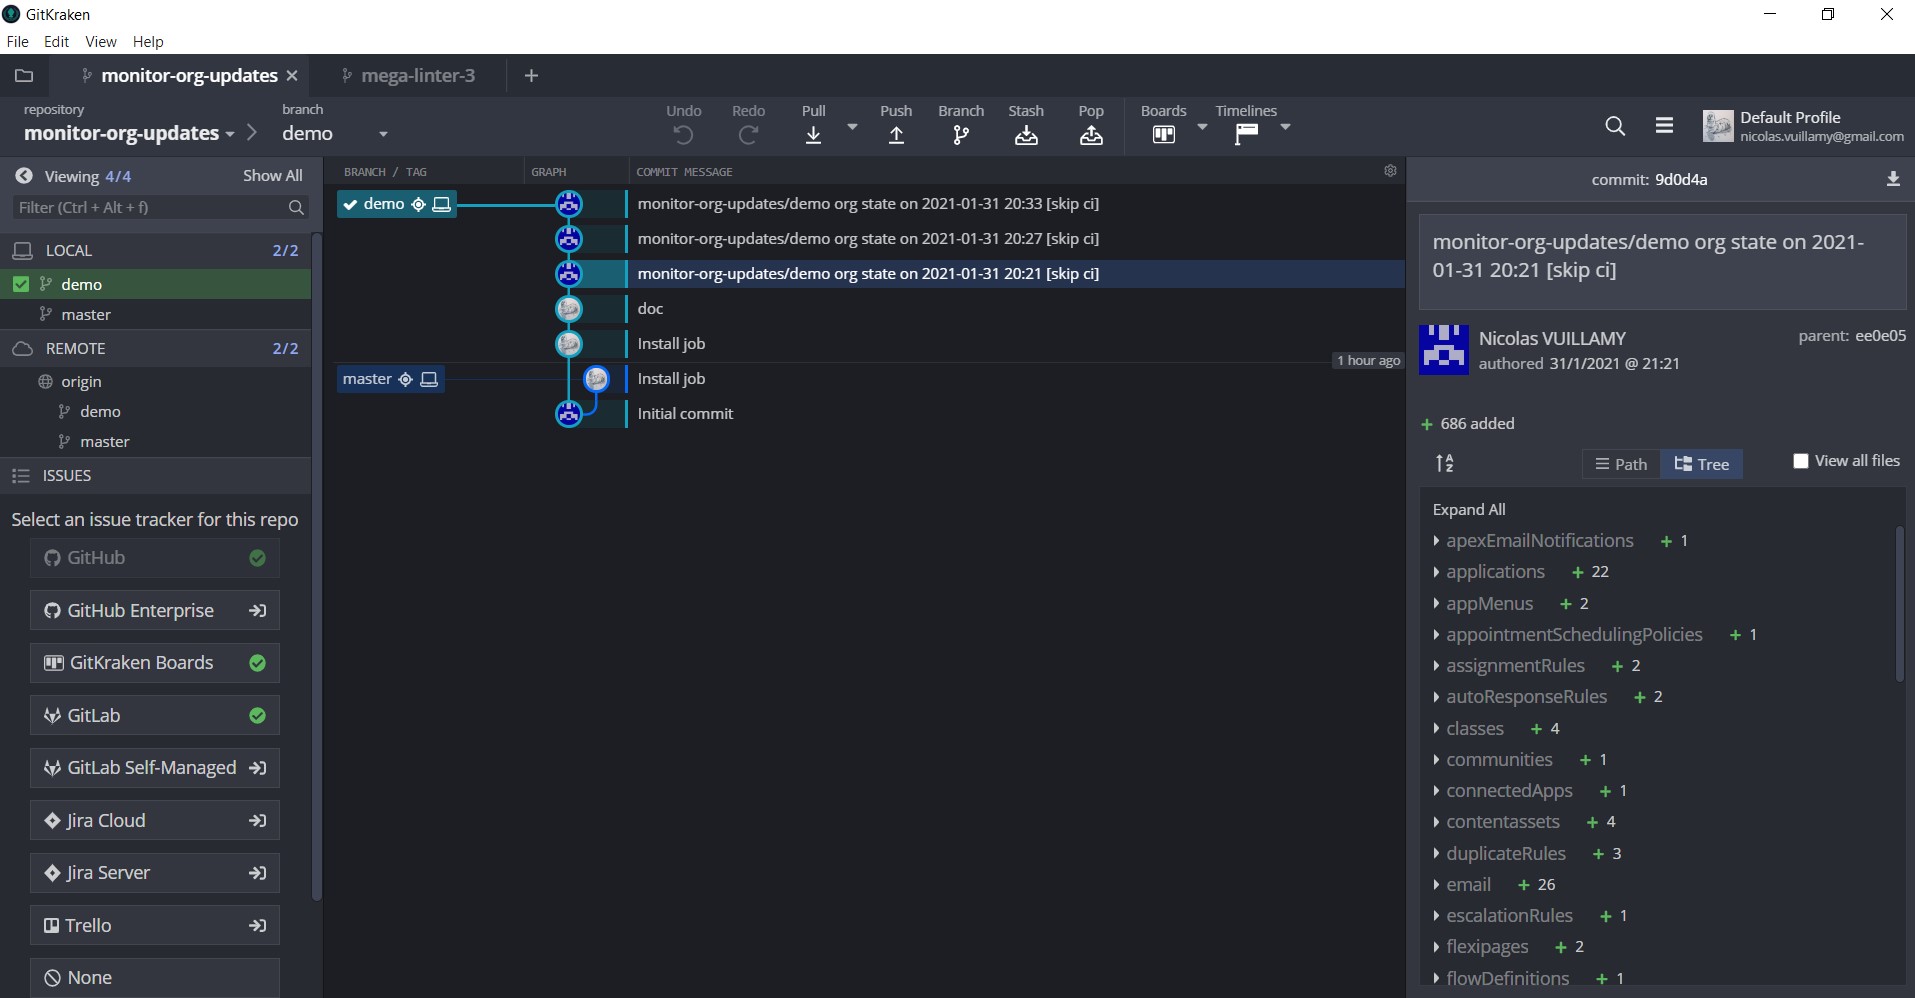 GitKraken
File Edit View Help
monitor-org-updates
mega-linter-3
repository
monitor-org-updates
branch
demo
Undo
Redo
Pull
Push
Branch
Stash
Pop
Boards
Timelines
Default Profile
nicolas.vuillamy@gmail.com
Viewing 4/4 Show All
Filter (Ctrl + Alt + f)
LOCAL 2/2
demo
master
REMOTE 2/2
origin
demo
master
ISSUES
Select an issue tracker for this repo
GitHub
GitHub Enterprise
GitKraken Boards
GitLab
GitLab Self-Managed
Jira Cloud
Jira Server
Trello
None
BRANCH / TAG GRAPH COMMIT MESSAGE
demo monitor-org-updates/demo org state on 2021-01-31 20:33 [skip ci]
monitor-org-updates/demo org state on 2021-01-31 20:27 [skip ci]
monitor-org-updates/demo org state on 2021-01-31 20:21 [skip ci]
doc
Install job
1 hour ago
master Install job
Initial commit
commit: 9d0d4a
monitor-org-updates/demo org state on 2021-
01-31 20:21 [skip ci]
Nicolas VUILLAMY
authored 31/1/2021 @ 21:21
parent: ee0e05
+ 686 added
Path Tree View all files
Expand All
apexEmailNotifications + 1
applications + 22
appMenus + 2
appointmentSchedulingPolicies + 1
assignmentRules + 2
autoResponseRules + 2
classes + 4
communities + 1
connectedApps + 1
contentassets + 4
duplicateRules + 3
email + 26
escalationRules + 1
flexipages + 2
flowDefinitions + 1